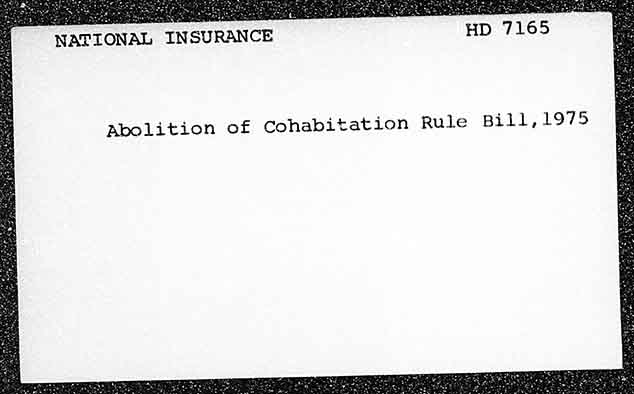 NATIONAL INSURANCE HD 7165
Abolition of Cohabitation Rule Bill,1975